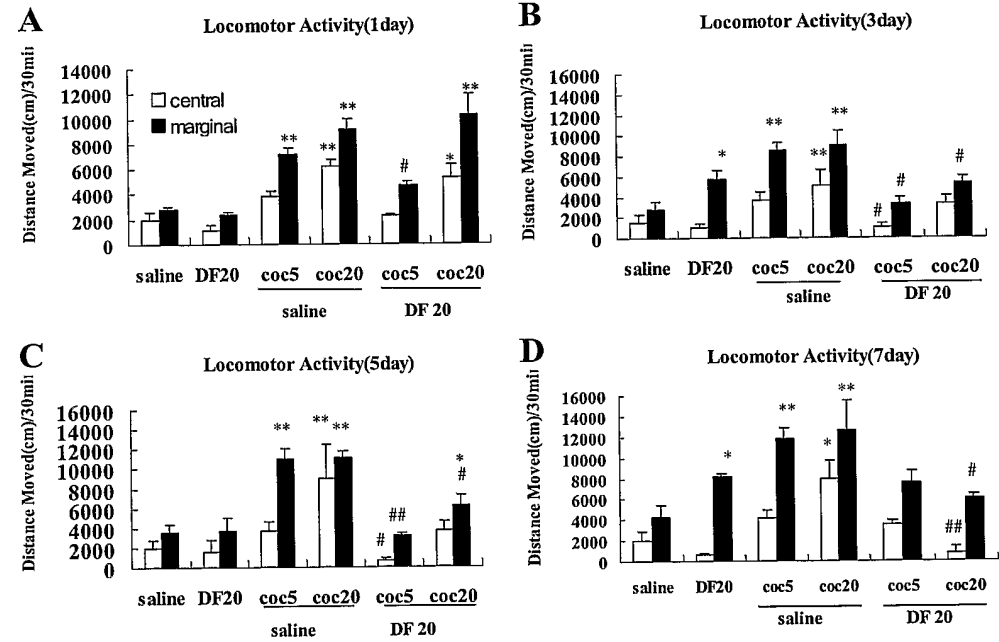 A
Locomotor Activity(1day)
Distance Moved(cm)/30mi
14000
12000
10000
8000
6000
4000
2000
0
central
marginal
**
**
**
#
*
**
saline DF20 coc5 coc20 coc5 coc20
saline DF 20
B
Locomotor Activity(3day)
Distance Moved(cm)/30mi
16000
14000
12000
10000
8000
6000
4000
2000
0
*
**
**
**
#
#
#
saline DF20 coc5 coc20 coc5 coc20
saline DF 20
C
Locomotor Activity(5day)
Distance Moved(cm)/30mi
16000
14000
12000
10000
8000
6000
4000
2000
0
**
**
**
#
##
*
#
saline DF20 coc5 coc20 coc5 coc20
saline DF 20
D
Locomotor Activity(7day)
Distance Moved(cm)/30mi
16000
14000
12000
10000
8000
6000
4000
2000
0
*
**
*
**
##
#
saline DF20 coc5 coc20 coc5 coc20
saline DF 20